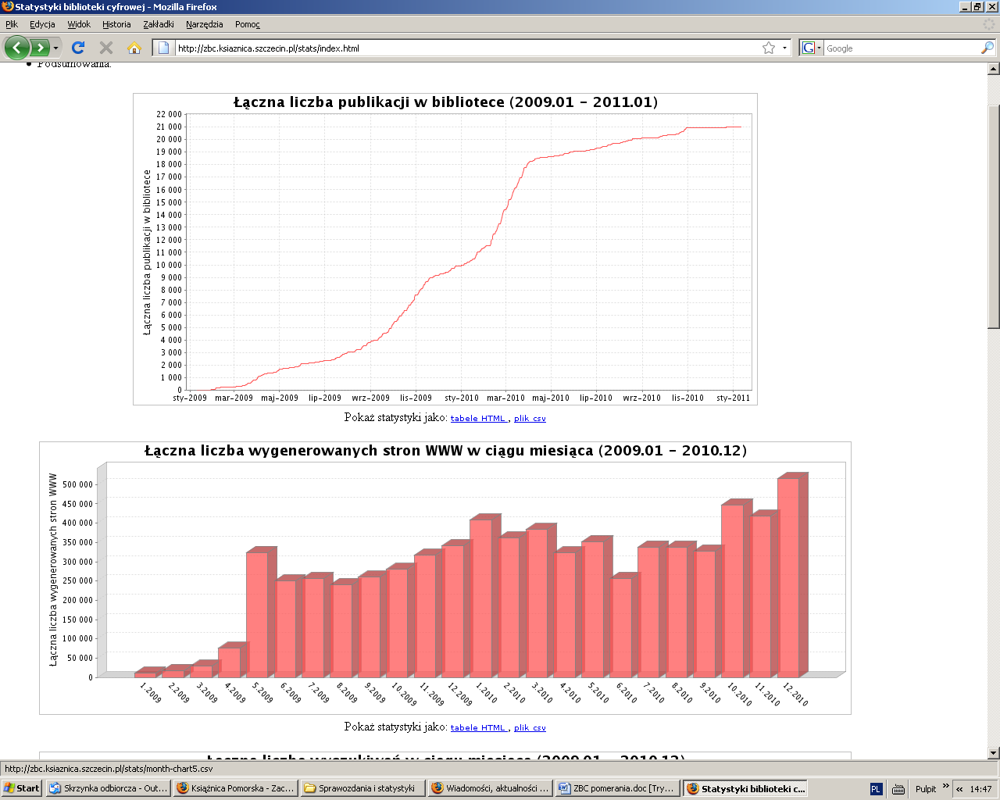 Statystyki biblioteki cyfrowej - Mozilla Firefox
Plik Edycja Widok Historia Zakładki Narzędzia Pomoc
http://zbc.ksiaznica.szczecin.pl/stats/index.html
Google
Podsumowania:
Łączna liczba publikacji w bibliotece (2009.01 - 2011.01)
Łączna liczba publikacji w bibliotece
22 000
21 000
20 000
19 000
18 000
17 000
16 000
15 000
14 000
13 000
12 000
11 000
10 000
9 000
8 000
7 000
6 000
5 000
4 000
3 000
2 000
1 000
0
sty-2009 mar-2009 maj-2009 lip-2009 wrz-2009 lis-2009 sty-2010 mar-2010 maj-2010 lip-2010 wrz-2010 lis-2010 sty-2011
Pokaż statystyki jako: tabele HTML , plik csv
Łączna liczba wygenerowanych stron WWW w ciągu miesiąca (2009.01 - 2010.12)
Łączna liczba wygenerowanych stron WWW
500 000
450 000
400 000
350 000
300 000
250 000
200 000
150 000
100 000
50 000
0
1.2009 2.2009 3.2009 4.2009 5.2009 6.2009 7.2009 8.2009 9.2009 10.2009 11.2009 12.2009 1.2010 2.2010 3.2010 4.2010 5.2010 6.2010 7.2010 8.2010 9.2010 10.2010 11.2010 12.2010
Pokaż statystyki jako: tabele HTML , plik csv
Łączna liczba wyszukiwań w ciągu miesiąca (2009.01 - 2010.12)
http://zbc.ksiaznica.szczecin.pl/stats/month-chart5.csv
Start Skrzynka odbiorcza - Out... Książnica Pomorska - Zac... Sprawozdania i statystyki Wiadomości, aktualności ... ZBC pomerania.doc [Try... Statystyki biblioteki c... PL Pulpit » « 14:47